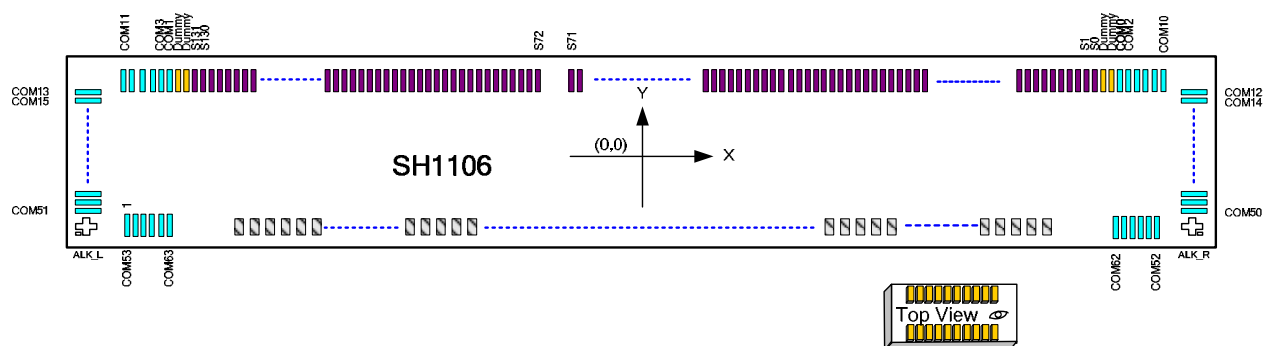 COM11
COM3
COM1
Dummy
Dummy
S131
S130
S72
S71
S1
S0
Dummy
Dummy
COM0
COM2
COM10
COM13
COM15
COM12
COM14
Y
(0,0)
X
SH1106
COM51
COM50
1
ALK_L
ALK_R
COM53
COM63
COM62
COM52
Top View